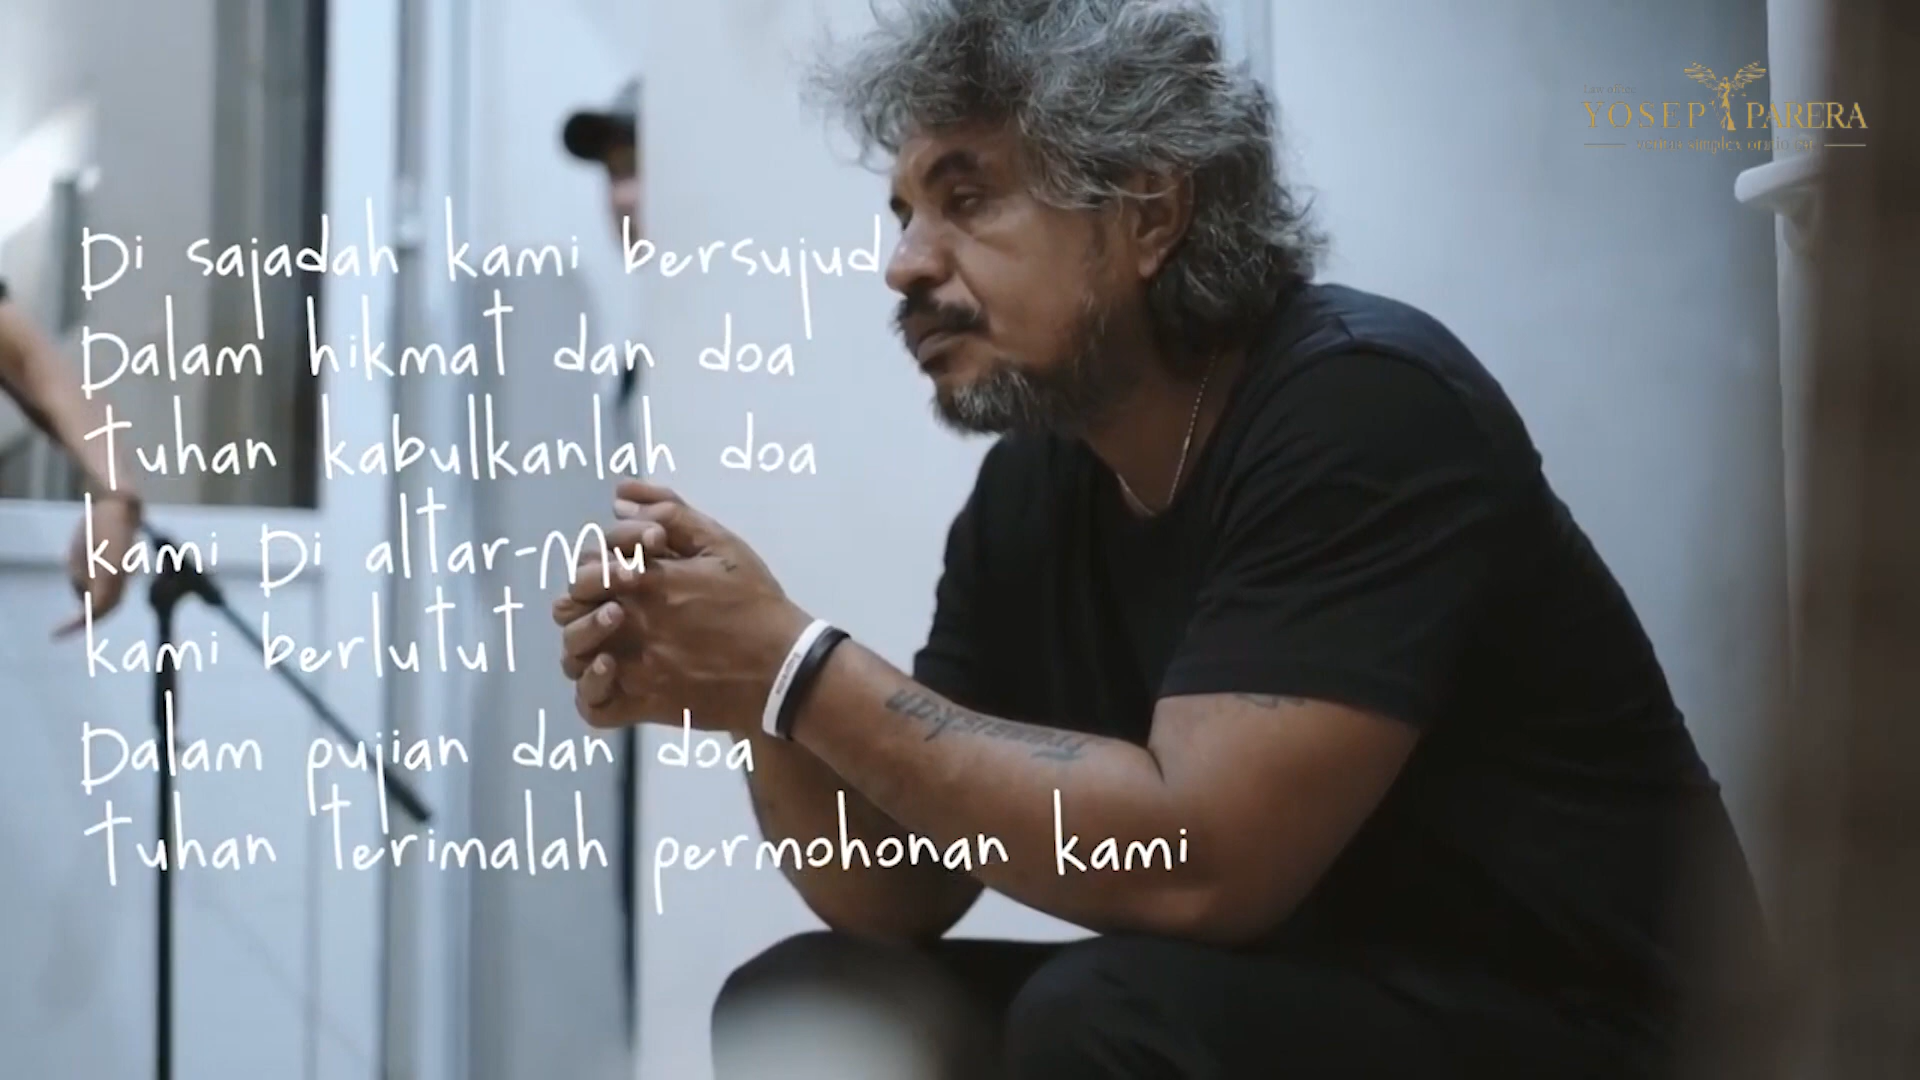 YOSEP PARERA
Di sajadah kami bersujud
Dalam hikmat dan doa
Tuhan kabulkanlah doa
kami Di altar-Mu
kami berlutut
Dalam pujian dan doa
Tuhan terimalah permohonan kami